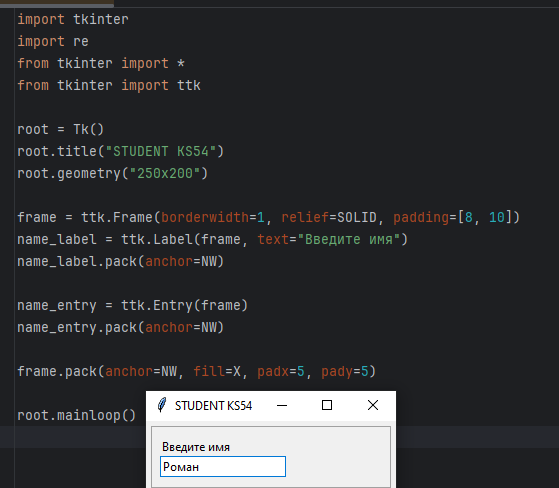 import tkinter
import re
from tkinter import *
from tkinter import ttk
root = Tk()
root.title("STUDENT KS54")
root.geometry("250x200")
frame = ttk.Frame(borderwidth=1, relief=SOLID, padding=[8, 10])
name_label = ttk.Label(frame, text="Введите имя")
name_label.pack(anchor=NW)
name_entry = ttk.Entry(frame)
name_entry.pack(anchor=NW)
frame.pack(anchor=NW, fill=X, padx=5, pady=5)
root.mainloop()
STUDENT KS54
Введите имя
Роман